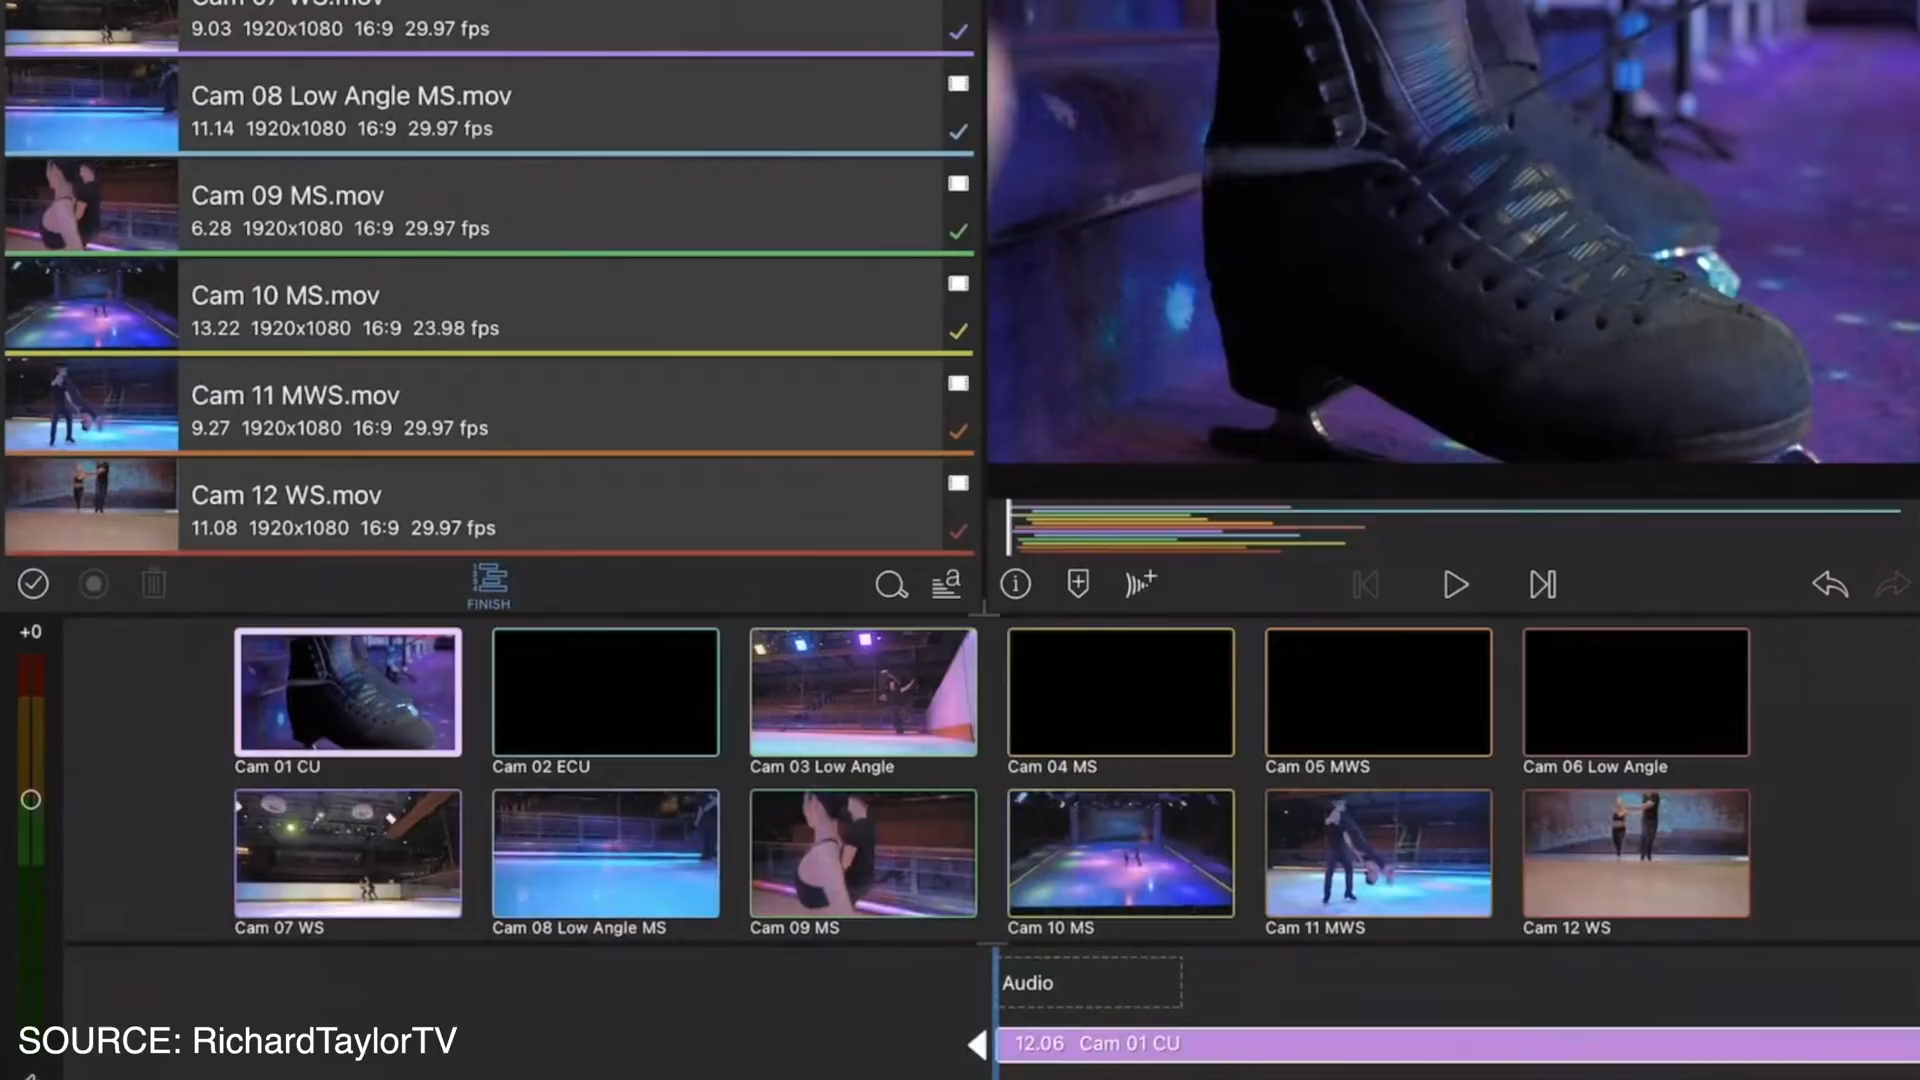 Cam 07 WS.mov
9.03 1920x1080 16:9 29.97 fps
Cam 08 Low Angle MS.mov
11.14 1920x1080 16:9 29.97 fps
Cam 09 MS.mov
6.28 1920x1080 16:9 29.97 fps
Cam 10 MS.mov
13.22 1920x1080 16:9 23.98 fps
Cam 11 MWS.mov
9.27 1920x1080 16:9 29.97 fps
Cam 12 WS.mov
11.08 1920x1080 16:9 29.97 fps
FINISH
a
+0
Cam 01 CU
Cam 02 ECU
Cam 03 Low Angle
Cam 04 MS
Cam 05 MWS
Cam 06 Low Angle
Cam 07 WS
Cam 08 Low Angle MS
Cam 09 MS
Cam 10 MS
Cam 11 MWS
Cam 12 WS
Audio
12.06 Cam 01 CU
SOURCE: RichardTaylorTV